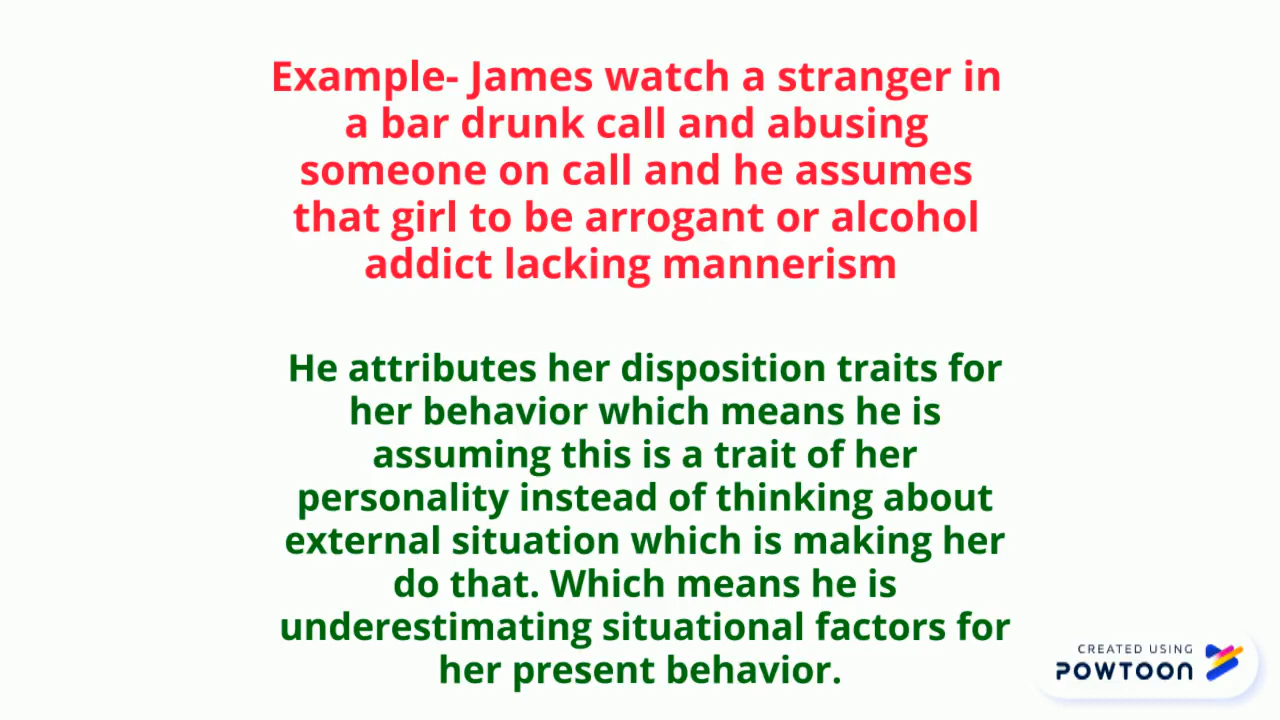 Example- James watch a stranger in
a bar drunk call and abusing
someone on call and he assumes
that girl to be arrogant or alcohol
addict lacking mannerism
He attributes her disposition traits for
her behavior which means he is
assuming this is a trait of her
personality instead of thinking about
external situation which is making her
do that. Which means he is
underestimating situational factors for
her present behavior.
CREATED USING
POWTOON